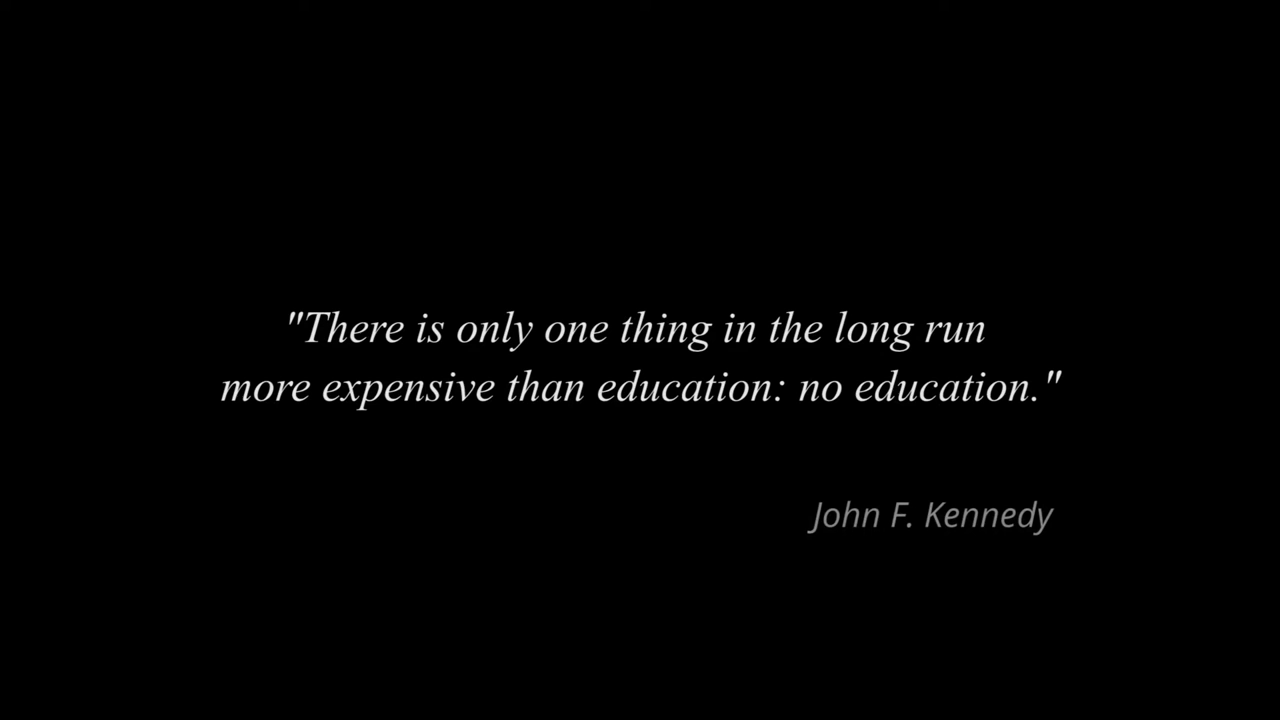 "There is only one thing in the long run
more expensive than education: no education."
John F. Kennedy